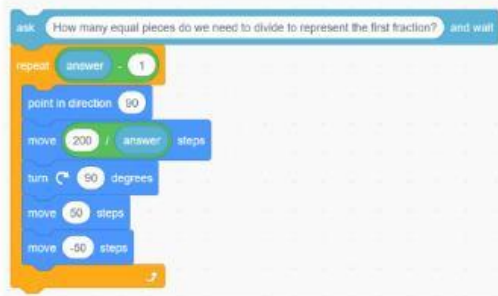 ask How many equal pieces do we need to divide to represent the first fraction? and wait
repeat answer - 1
point in direction 90
move 200 / answer steps
turn 90 degrees
move 50 steps
move -50 steps